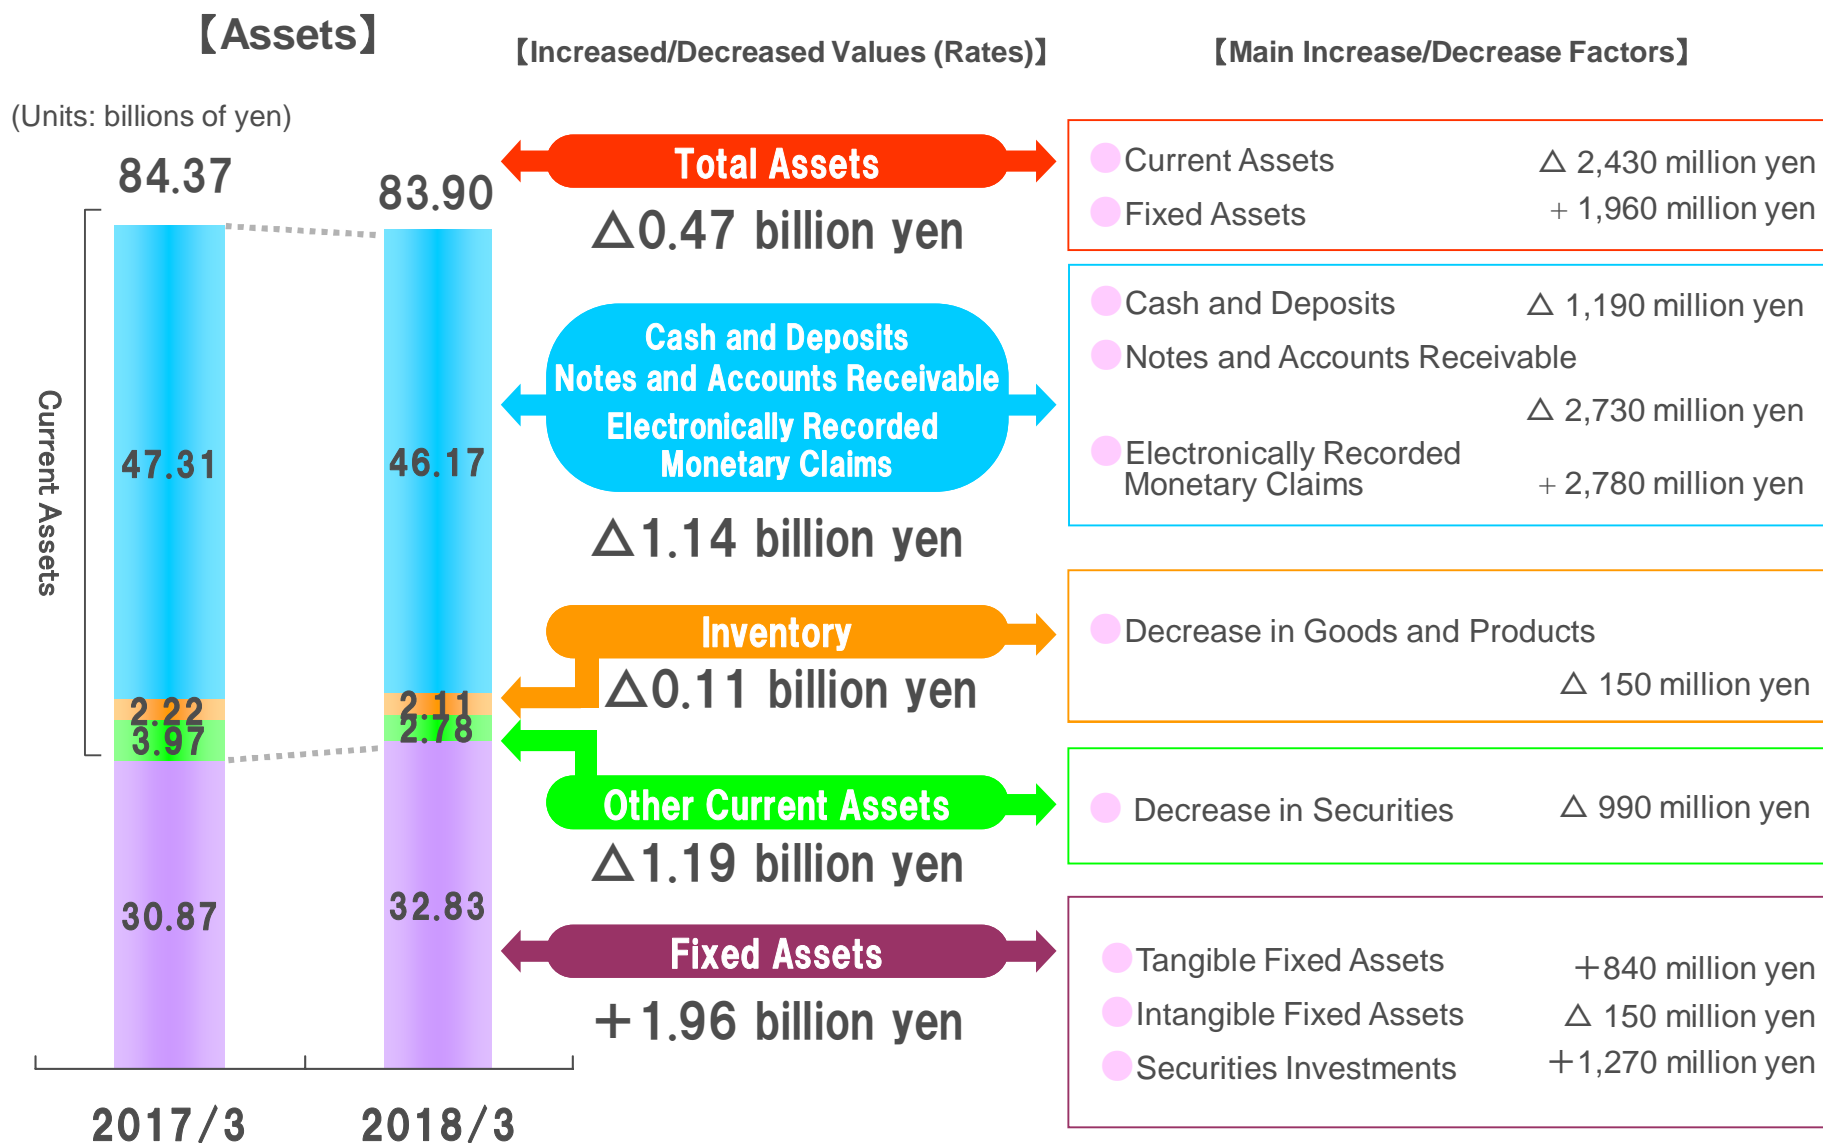 【Assets】
【Increased/Decreased Values (Rates)】
【Main Increase/Decrease Factors】
(Units: billions of yen)
84.37
83.90
Current Assets
47.31
46.17
2.22
2.11
3.97
2.78
30.87
32.83
2017/3
2018/3
Total Assets
△0.47 billion yen
Current Assets △ 2,430 million yen
Fixed Assets + 1,960 million yen
Cash and Deposits
Notes and Accounts Receivable
Electronically Recorded
Monetary Claims
△1.14 billion yen
Cash and Deposits △ 1,190 million yen
Notes and Accounts Receivable
△ 2,730 million yen
Electronically Recorded
Monetary Claims + 2,780 million yen
Inventory
△0.11 billion yen
Decrease in Goods and Products
△ 150 million yen
Other Current Assets
△1.19 billion yen
Decrease in Securities △ 990 million yen
Fixed Assets
+1.96 billion yen
Tangible Fixed Assets +840 million yen
Intangible Fixed Assets △ 150 million yen
Securities Investments +1,270 million yen